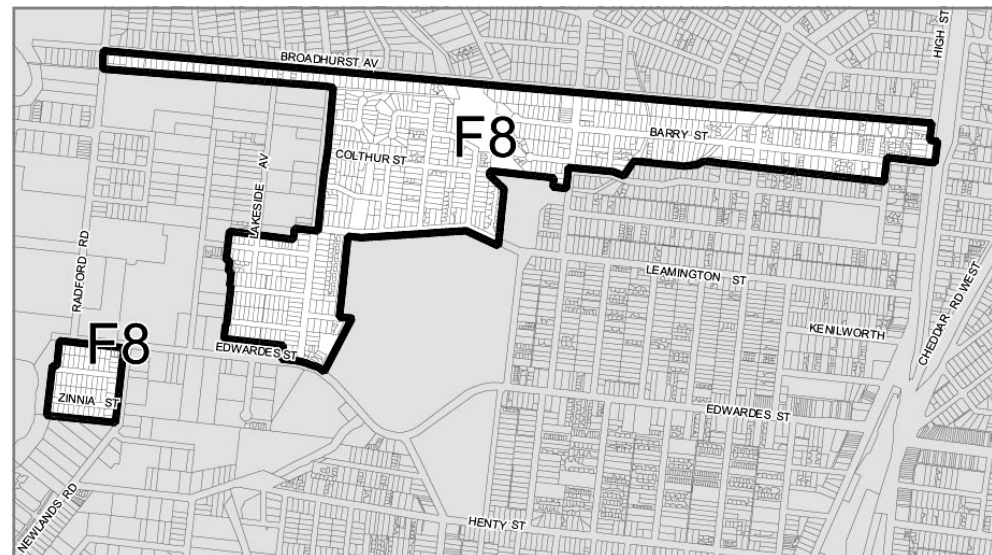 HIGH ST
BROADHURST AV
F8
BARRY ST
COLTHUR ST
LAKESIDE AV
RADFORD RD
LEAMINGTON ST
CHEDDAR RD WEST
KENILWORTH
F8
EDWARDES ST
ZINNIA ST
EDWARDES ST
NEWLANDS RD
HENTY ST